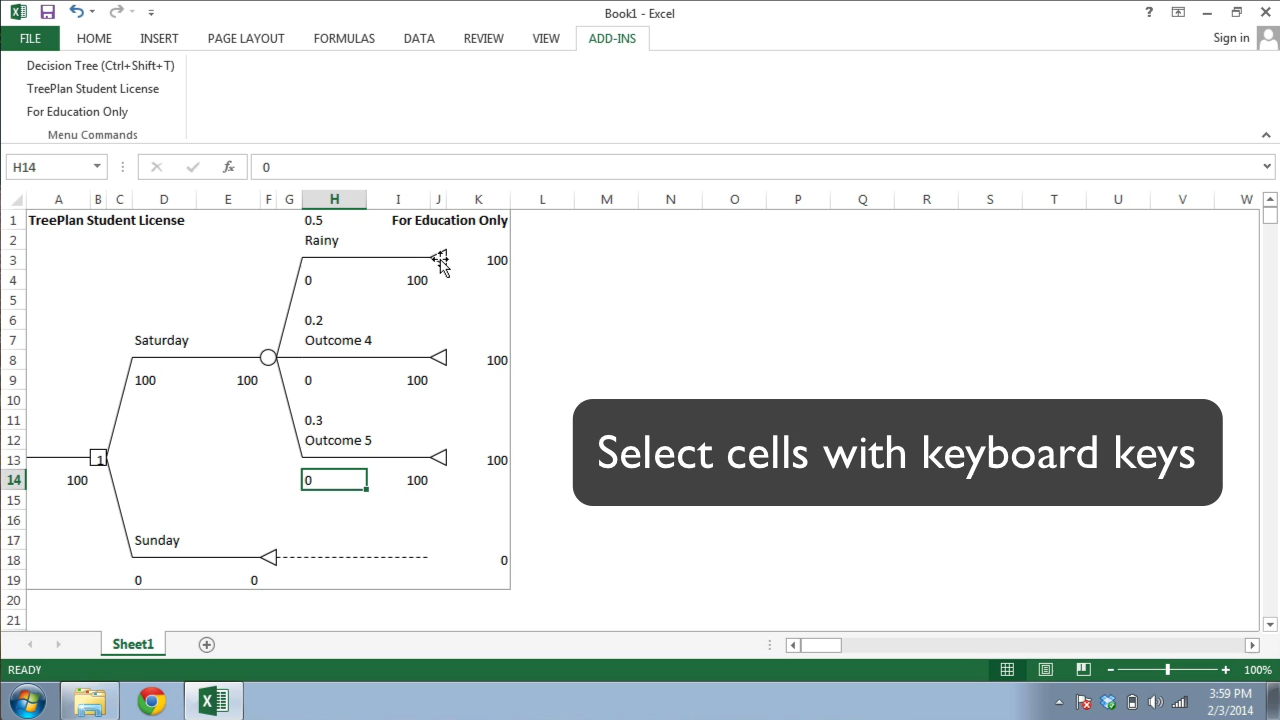 Book1 - Excel
FILE HOME INSERT PAGE LAYOUT FORMULAS DATA REVIEW VIEW ADD-INS Sign in
Decision Tree (Ctrl+Shift+T)
TreePlan Student License
For Education Only
Menu Commands
H14 fx 0
A B C D E F G H I J K L M N O P Q R S T U V W
1 TreePlan Student License 0.5 For Education Only
2 Rainy
3 100
4 0 100
5
6 0.2
7 Saturday Outcome 4
8 100
9 100 100 0 100
10
11 0.3
12 Outcome 5
13 1 100
14 100 0 100
15
16
17 Sunday
18 0
19 0 0
20
21
Select cells with keyboard keys
Sheet1
READY 100%
3:59 PM
2/3/2014